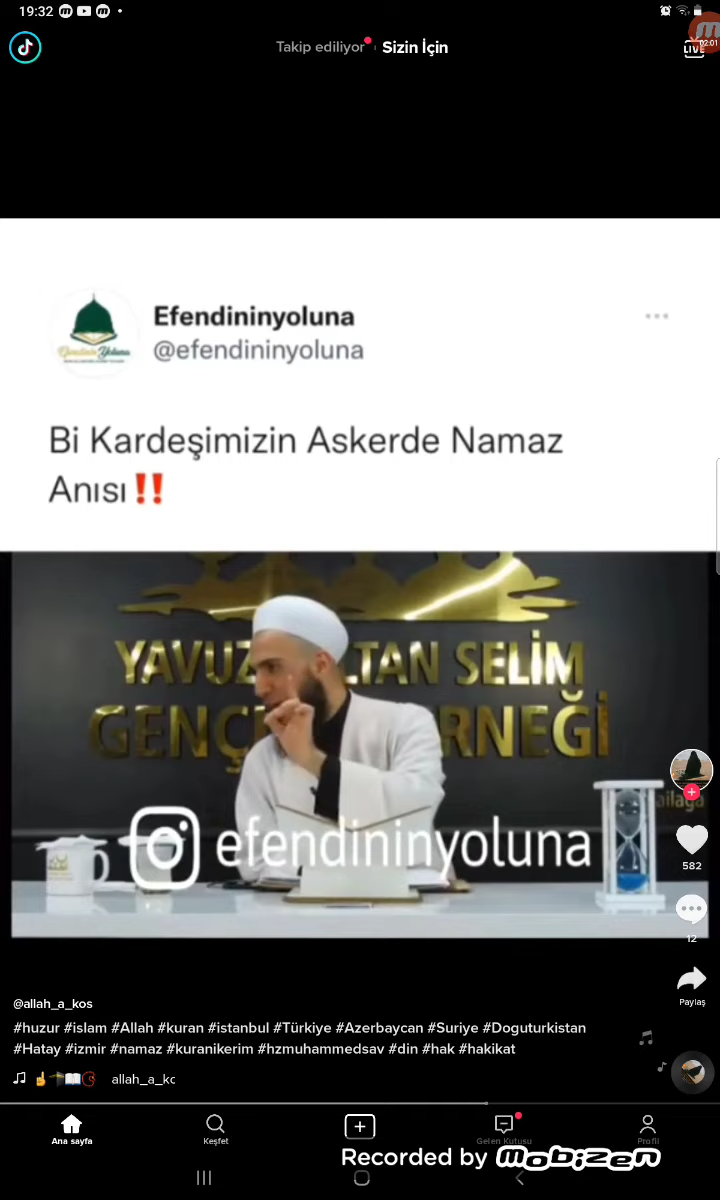 19:32
Takip ediliyor
Sizin İçin
LIVE
02:01
Efendininyoluna
@efendininyoluna
Bi Kardeşimizin Askerde Namaz
Anısı‼️
YAVUZ
TAN SELİM
GENÇ
RNEĞİ
efendininyoluna
582
12
Paylaş
@allah_a_kos
#huzur #islam #Allah #kuran #istanbul #Türkiye #Azerbaycan #Suriye #Doguturkistan
#Hatay #izmir #namaz #kuranikerim #hzmuhammedsav #din #hak #hakikat
allah_a_kc
Ana sayfa
Keşfet
Gelen Kutusu
Profil
Recorded by mobizen